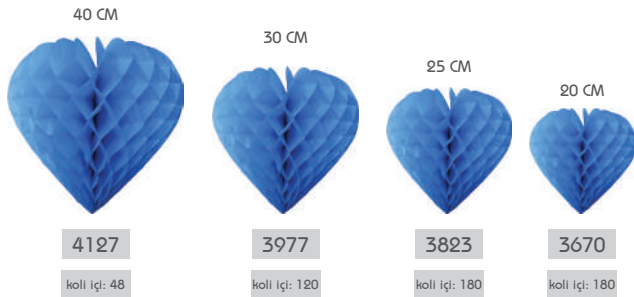 40 CM
30 CM
25 CM
20 CM
4127
3977
3823
3670
koli içi: 48
koli içi: 120
koli içi: 180
koli içi: 180